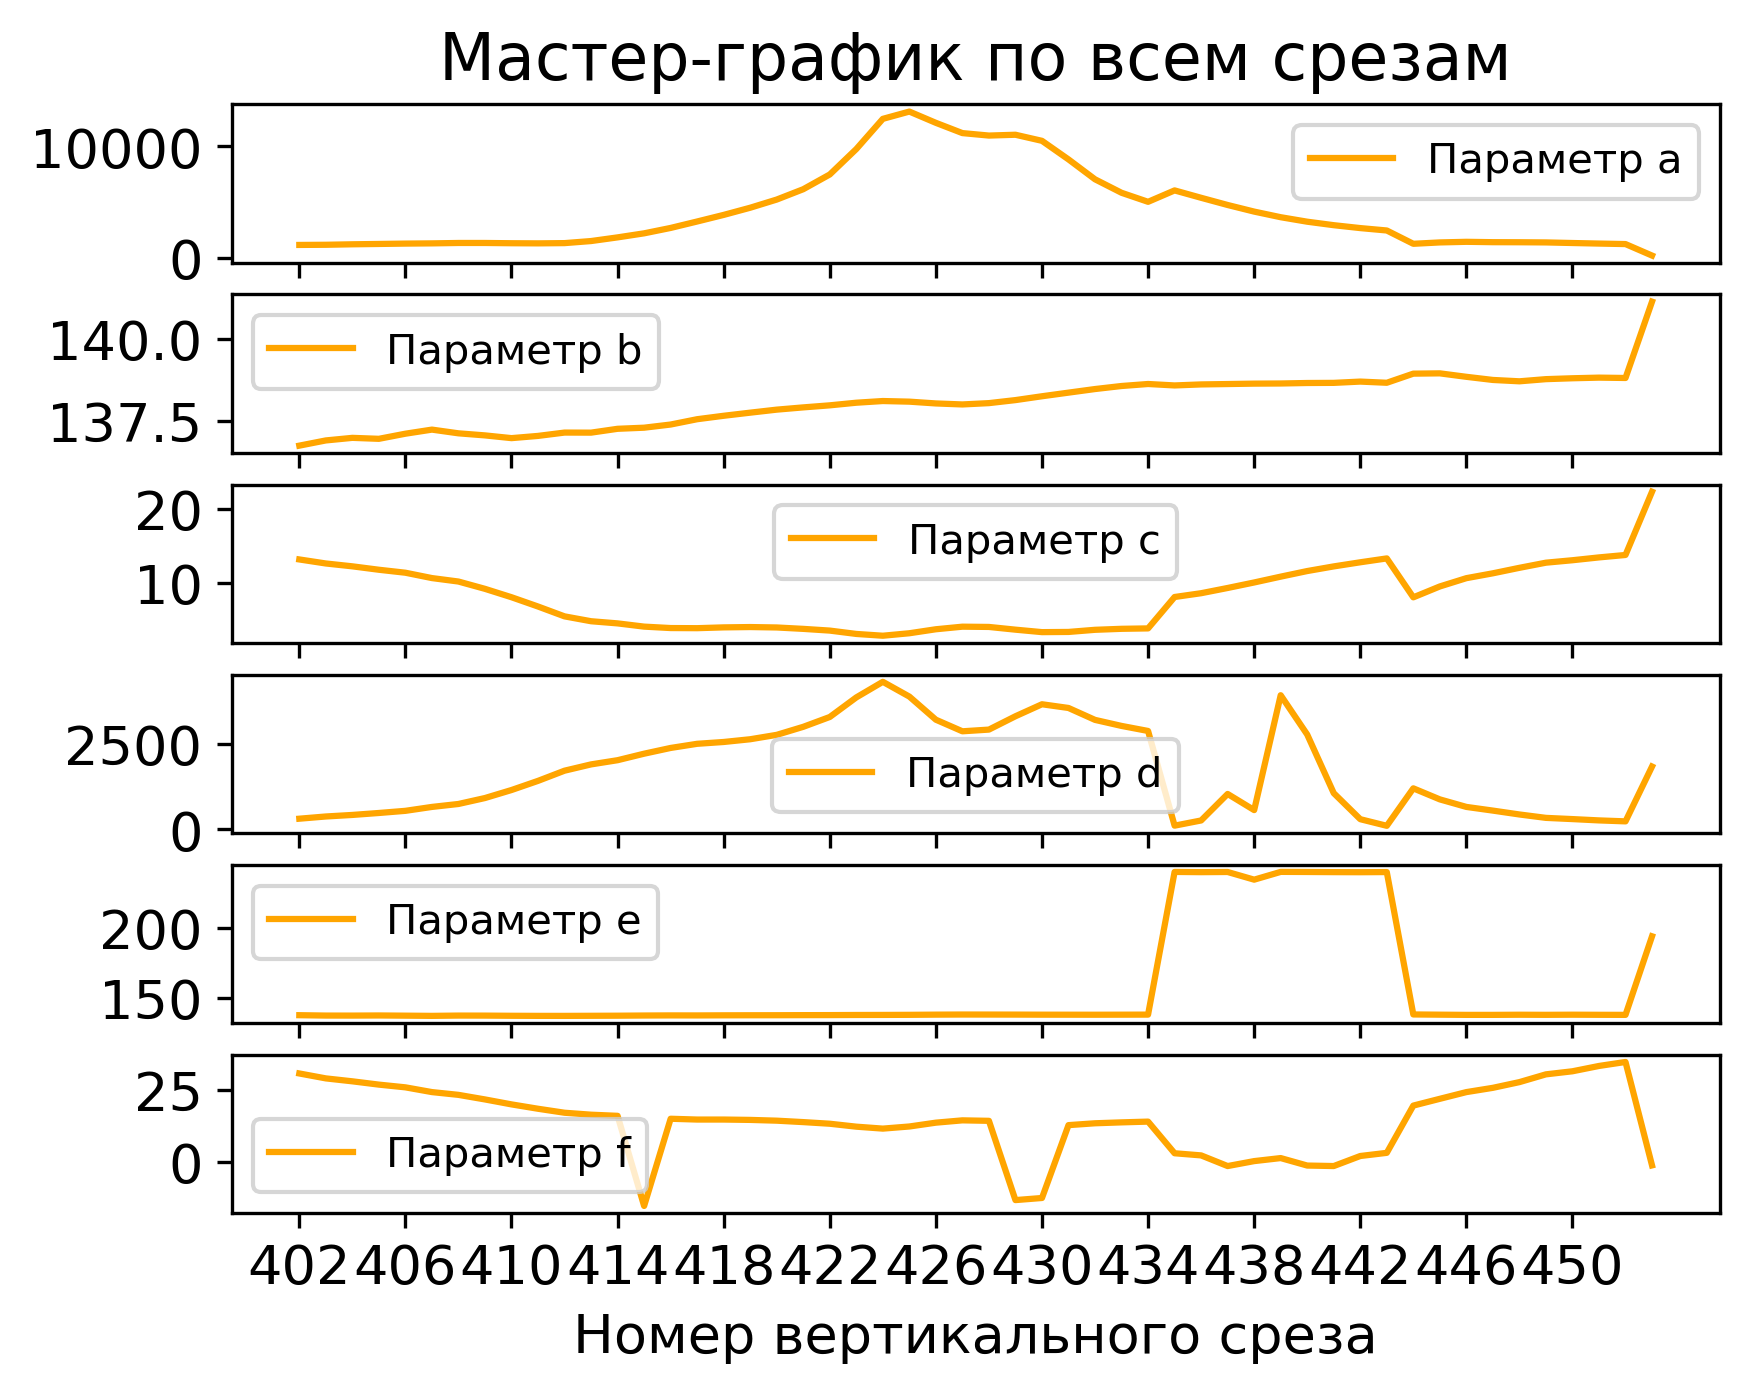 Мастер-график по всем срезам
10000
0
Параметр a
140.0
137.5
Параметр b
20
10
Параметр c
2500
0
Параметр d
200
150
Параметр e
25
0
Параметр f
402 406 410 414 418 422 426 430 434 438 442 446 450
Номер вертикального среза